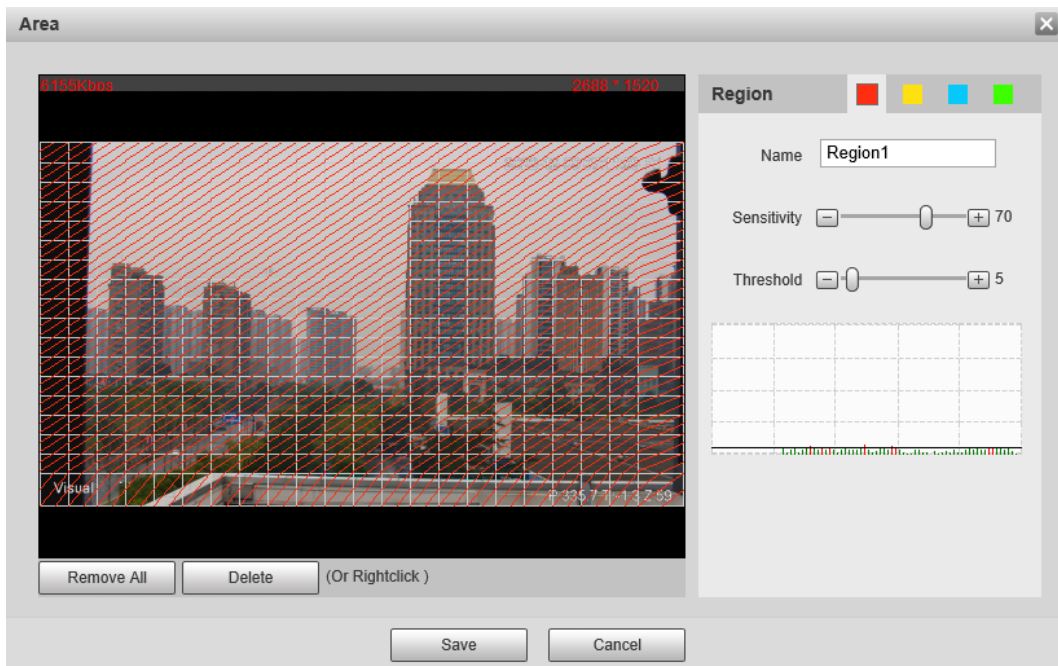 Area
6155Kbps
2688 * 1520
Region
Name
Region1
Sensitivity
70
Threshold
5
Visual
Remove All
Delete
(Or Rightclick )
Save
Cancel